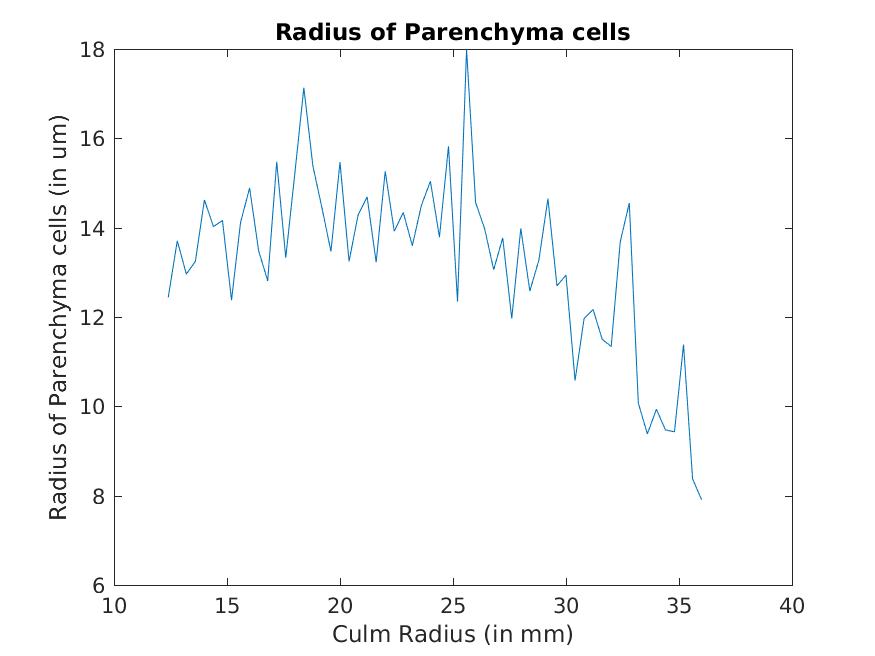 Radius of Parenchyma cells
Radius of Parenchyma cells (in um)
18
16
14
12
10
8
6
10 15 20 25 30 35 40
Culm Radius (in mm)